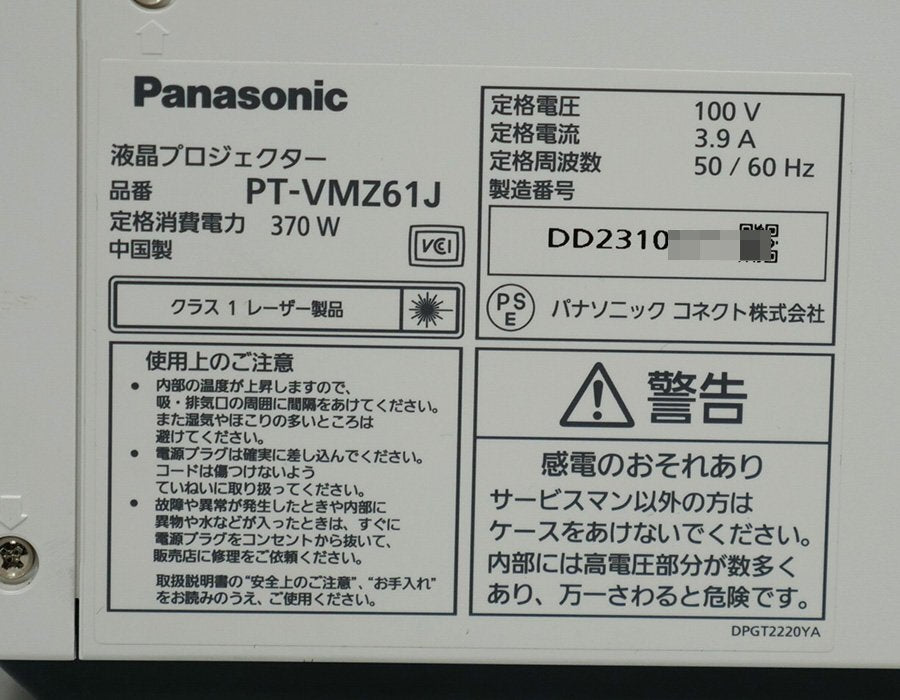 Panasonic
液晶プロジェクター
品番 PT-VMZ61J
定格消費電力 370 W
中国製
VCI
クラス 1 レーザー製品
定格電圧 100 V
定格電流 3.9 A
定格周波数 50 / 60 Hz
製造番号
DD2310
PS
E
パナソニック コネクト株式会社
使用上のご注意
● 内部の温度が上昇しますので、
吸・排気口の周囲に間隔をあけてください。
また湿気やほこりの多いところは
避けてください。
● 電源プラグは確実に差し込んでください。
コードは傷つけないよう
ていねいに取り扱ってください。
● 故障や異常が発生したときや内部に
異物や水などが入ったときは、すぐに
電源プラグをコンセントから抜いて、
販売店に修理をご依頼ください。
取扱説明書の“安全上のご注意”、“お手入れ”
をお読みのうえ、ご使用ください。
警告
感電のおそれあり
サービスマン以外の方は
ケースをあけないでください。
内部には高電圧部分が数多く
あり、万一さわると危険です。
DPGT2220YA